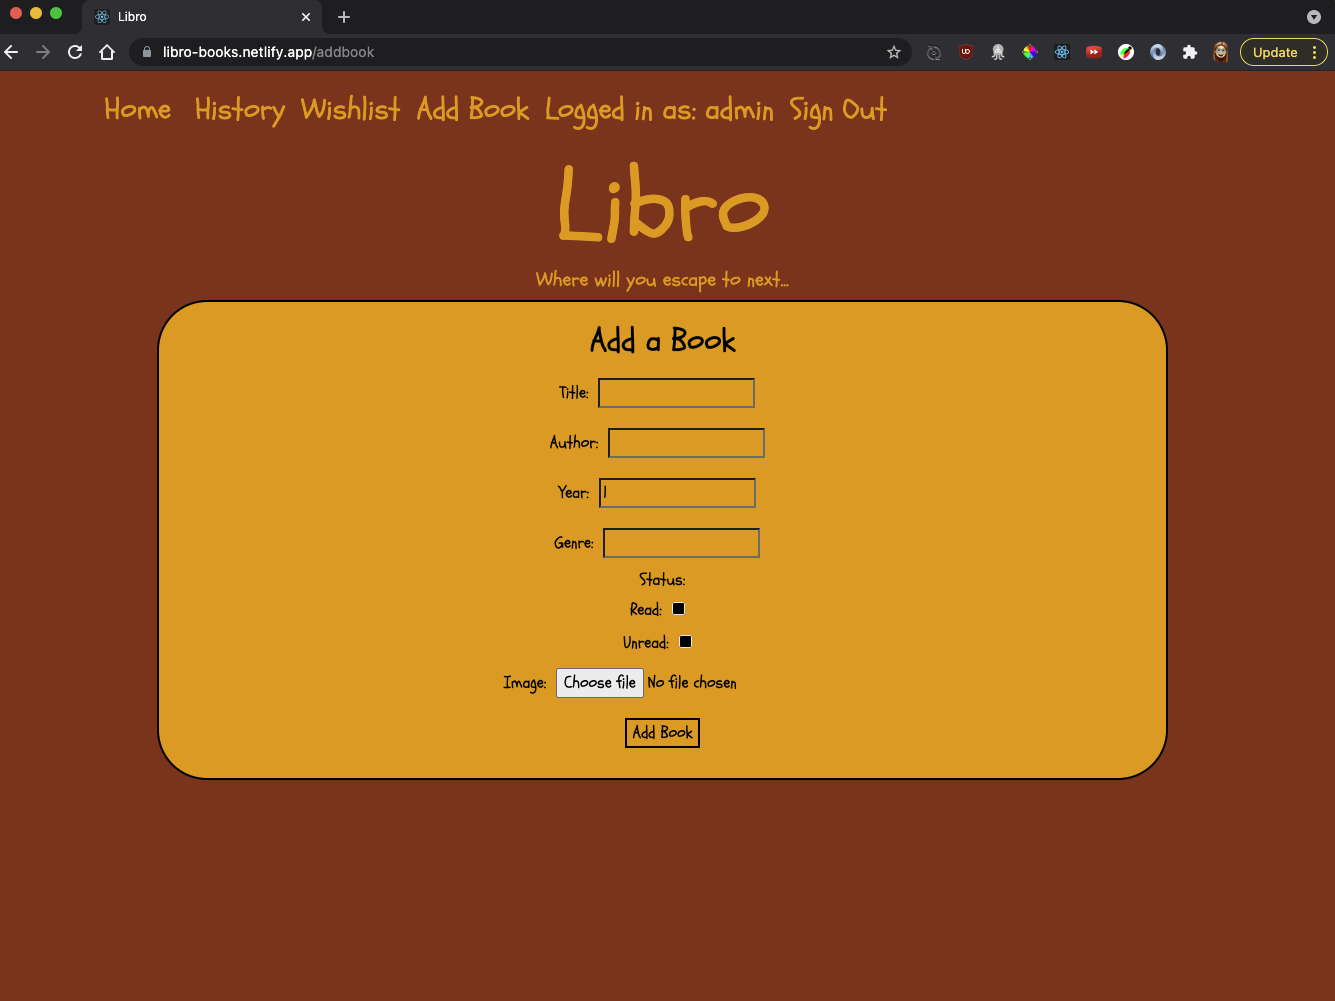 Libro
libro-books.netlify.app/addbook
Update
Home History Wishlist Add Book Logged in as: admin Sign Out
Libro
Where will you escape to next...
Add a Book
Title:
Author:
Year: 1
Genre:
Status:
Read:
Unread:
Image: Choose file No file chosen
Add Book